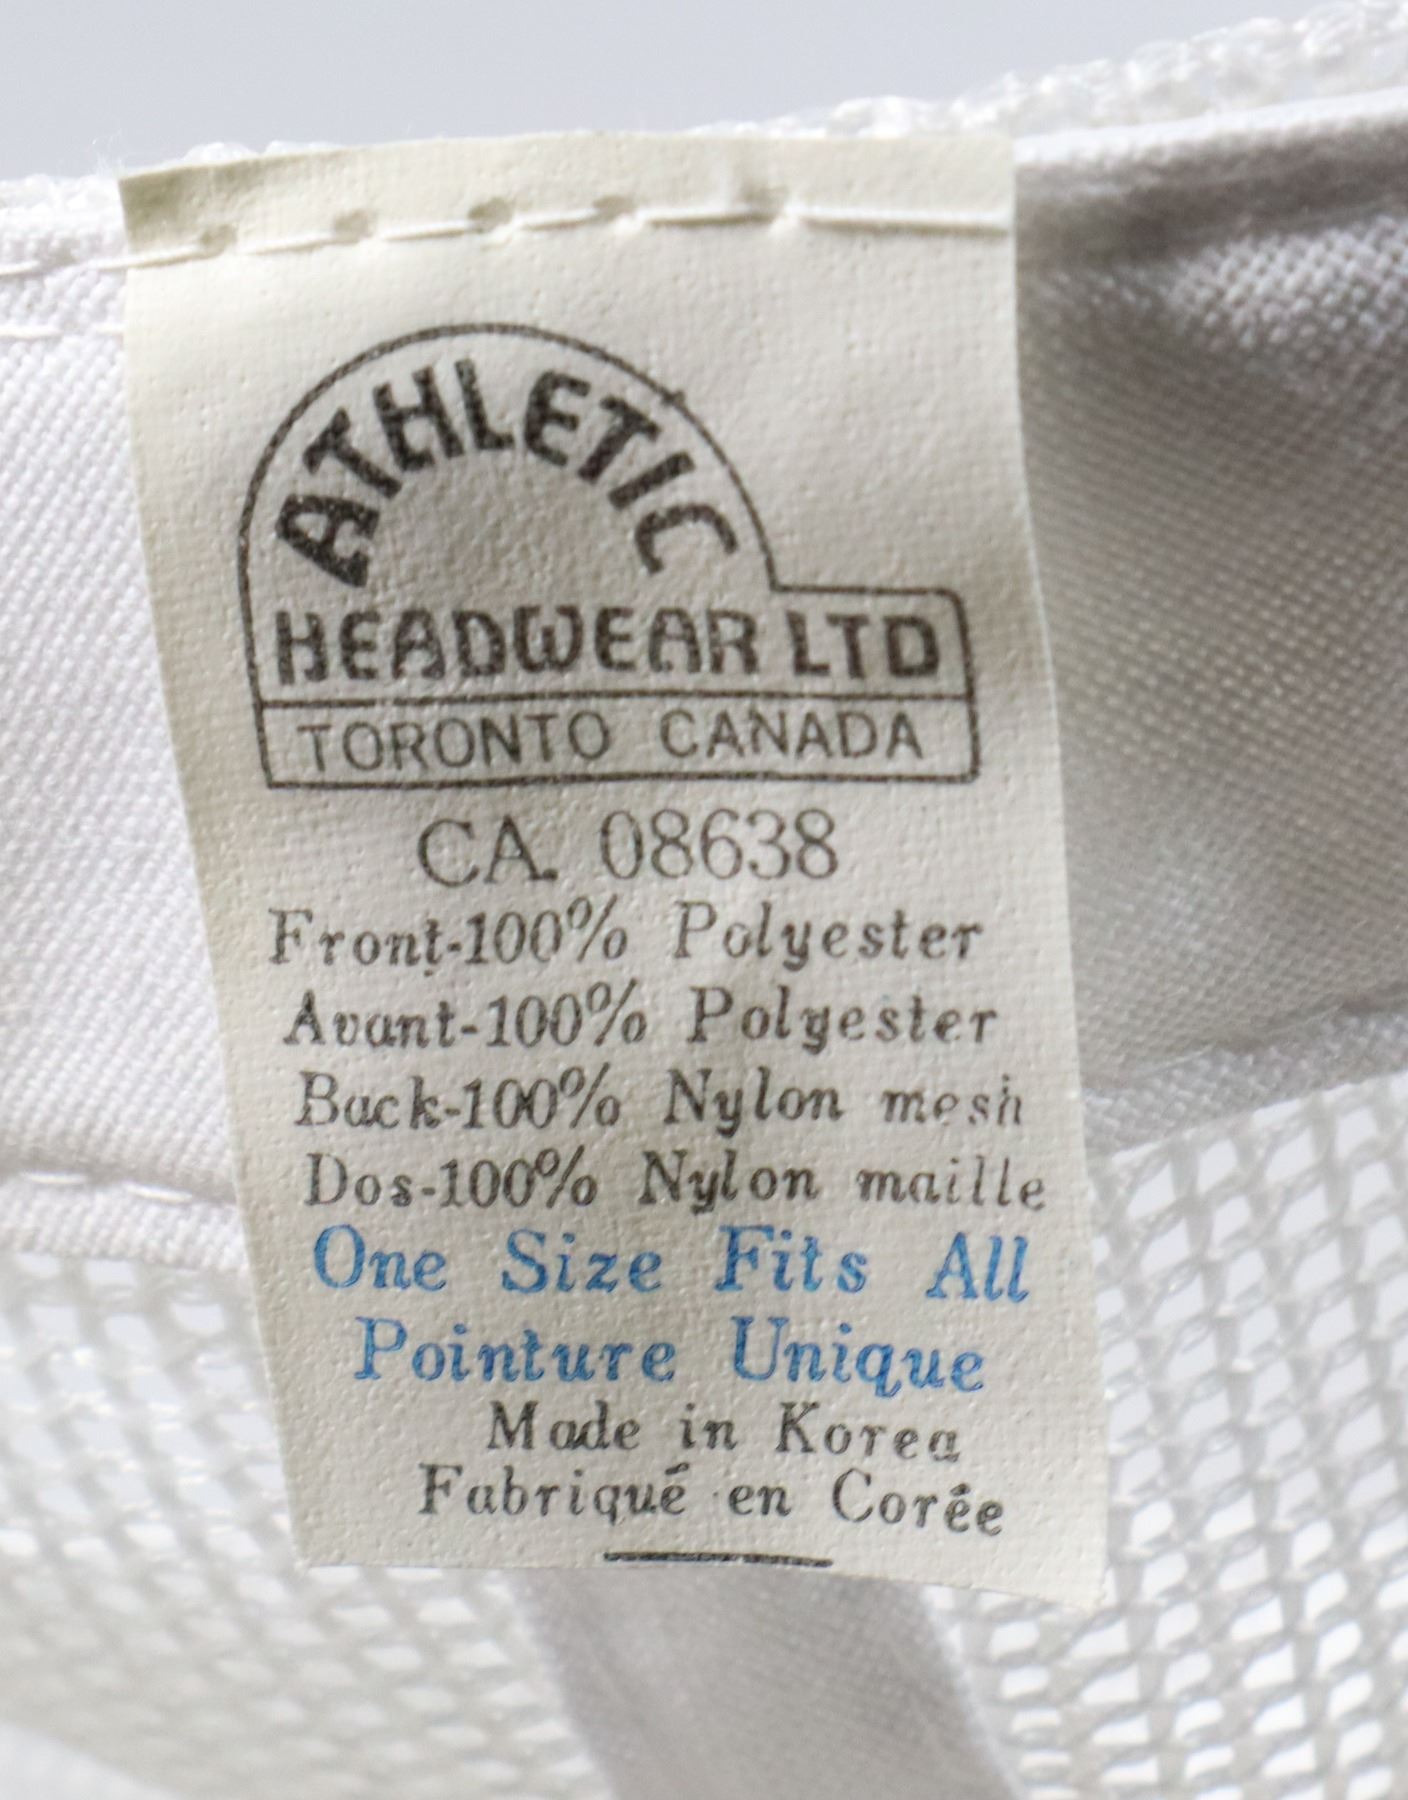 ATHLETIC
HEADWEAR LTD
TORONTO CANADA
CA. 08638
Front-100% Polyester
Avant-100% Polyester
Back-100% Nylon mesh
Dos-100% Nylon maille
One Size Fits All
Pointure Unique
Made in Korea
Fabriqué en Corée